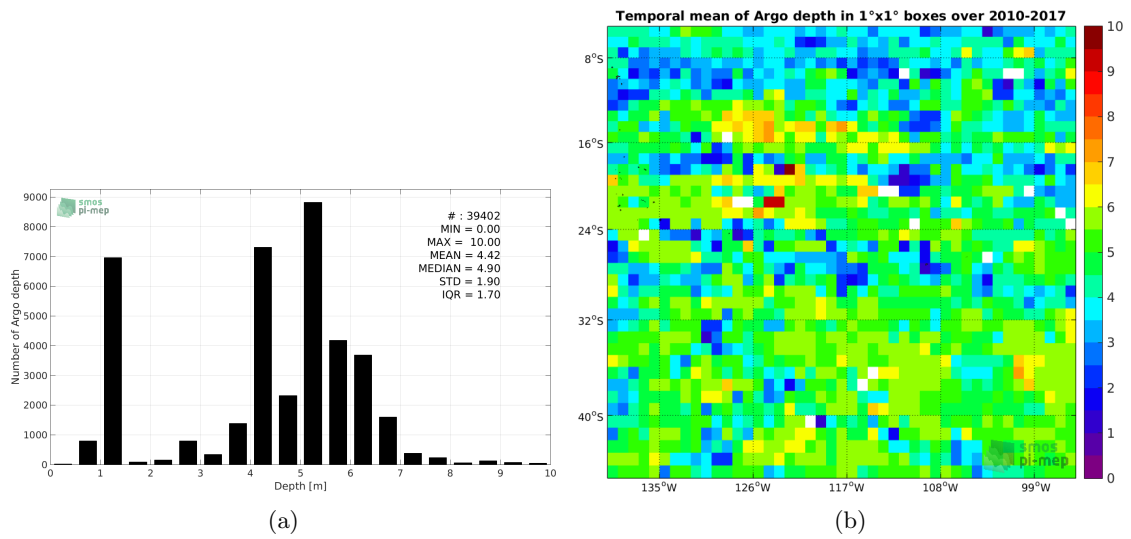 Temporal mean of Argo depth in 1°x1° boxes over 2010-2017
smos
pi-mep
# : 39402
MIN = 0.00
MAX = 10.00
MEAN = 4.42
MEDIAN = 4.90
STD = 1.90
IQR = 1.70
Number of Argo depth
9000
8000
7000
6000
5000
4000
3000
2000
1000
0
0 1 2 3 4 5 6 7 8 9 10
Depth [m]
(a)
8°S
16°S
24°S
32°S
40°S
135°W 126°W 117°W 108°W 99°W
smos
pi-mep
10
9
8
7
6
5
4
3
2
1
0
(b)